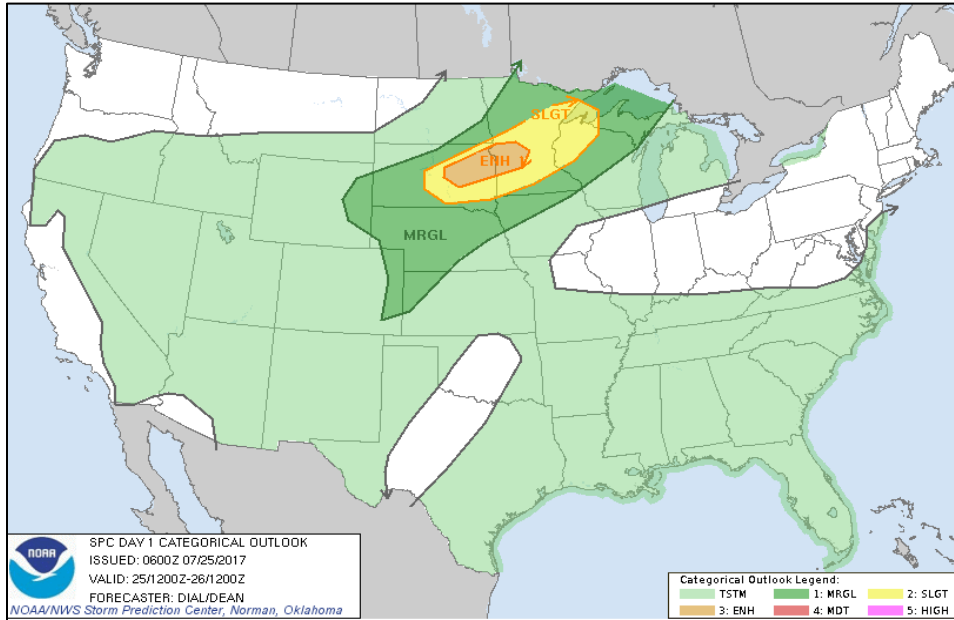 SLGT
ENH
MRGL
SPC DAY 1 CATEGORICAL OUTLOOK
ISSUED: 0600Z 07/25/2017
VALID: 25/1200Z-26/1200Z
FORECASTER: DIAL/DEAN
NOAA
NOAA/NWS Storm Prediction Center, Norman, Oklahoma
Categorical Outlook Legend:
TSTM 1: MRGL 2: SLGT
3: ENH 4: MDT 5: HIGH